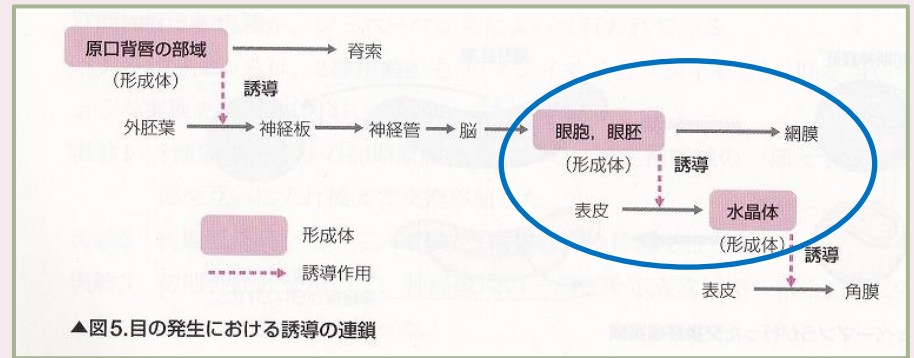 原口背唇の部域 脊索
(形成体) 誘導
外胚葉 神経板 神経管 脳 眼胞，眼胚 網膜
(形成体) 誘導
表皮 水晶体
(形成体) 誘導
表皮 角膜
形成体
誘導作用
▲図5.目の発生における誘導の連鎖